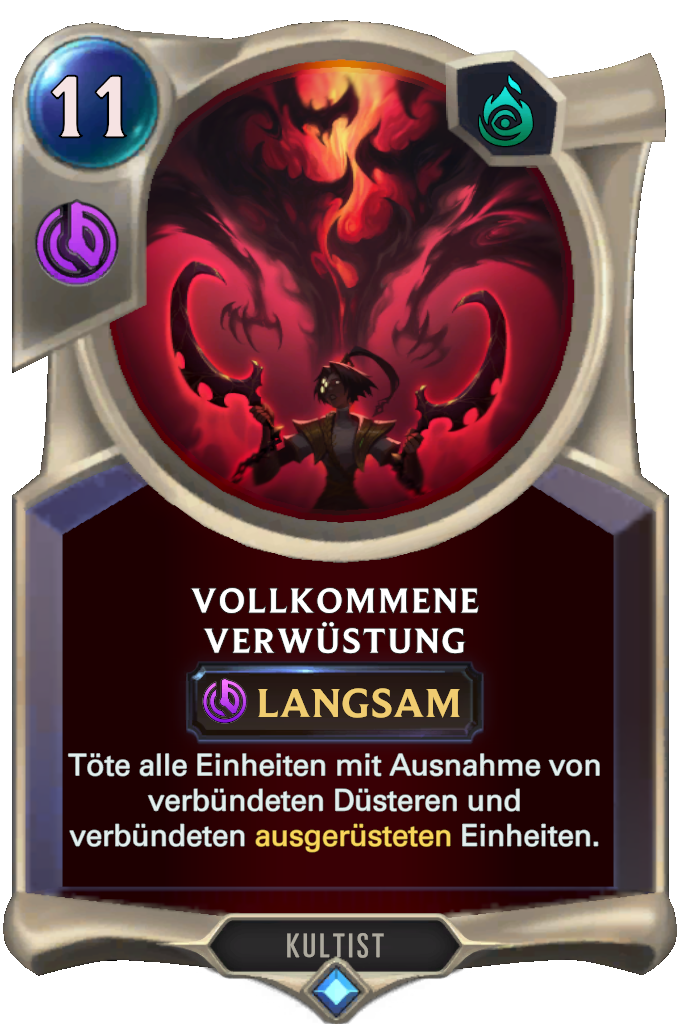 11
VOLLKOMMENE
VERWÜSTUNG
LANGSAM
Töte alle Einheiten mit Ausnahme von
verbündeten Düsteren und
verbündeten ausgerüsteten Einheiten.
KULTIST